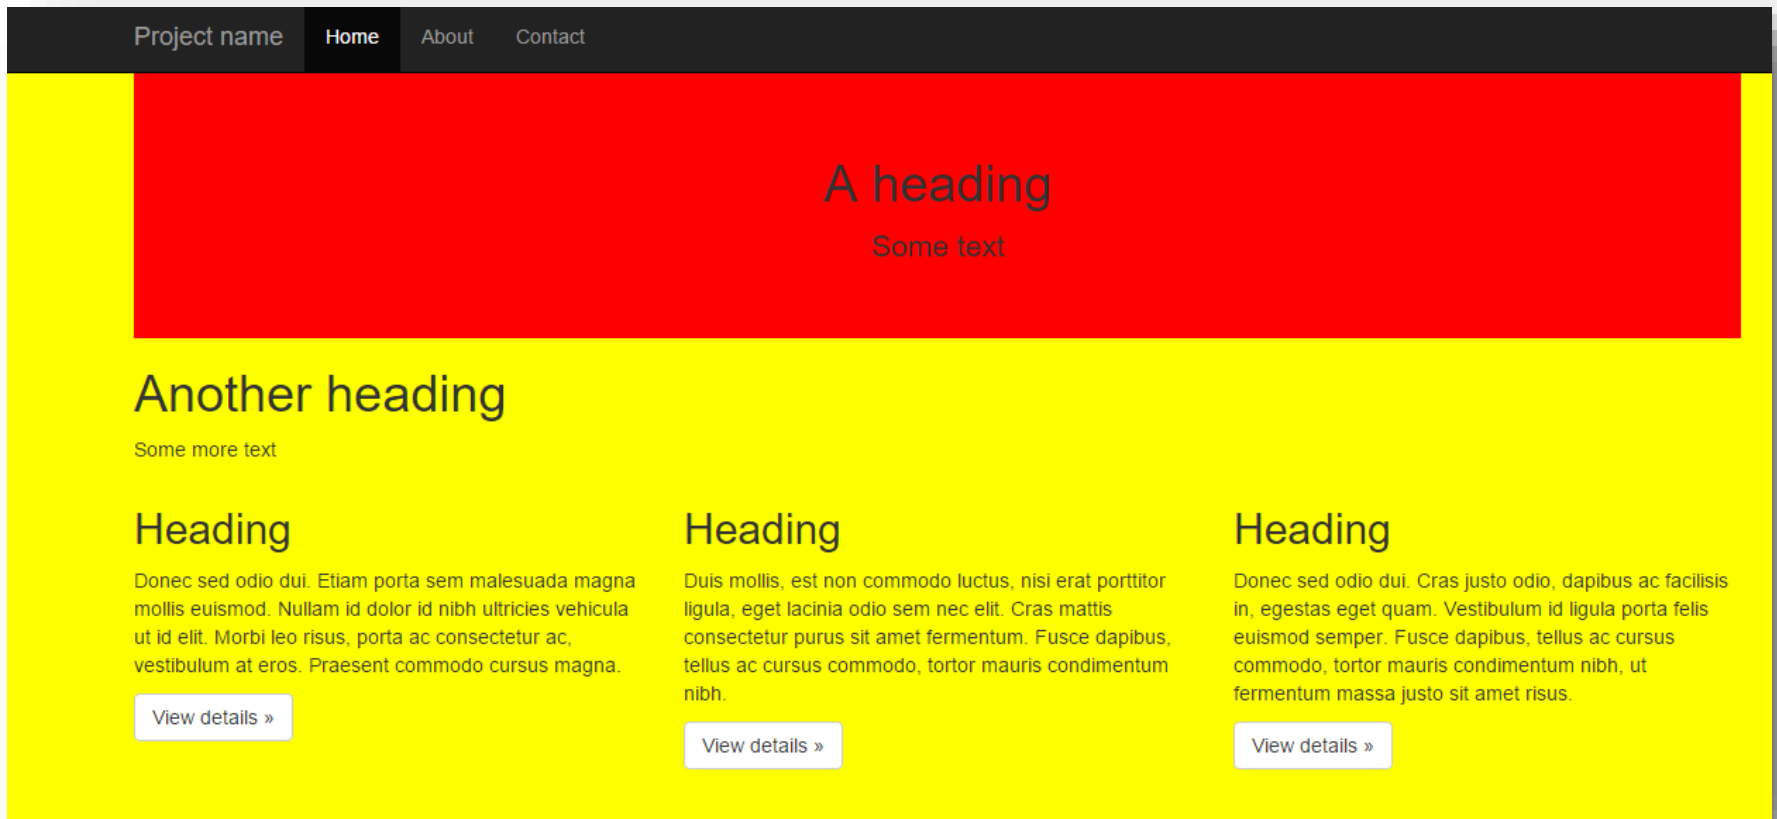 Project name Home About Contact
A heading
Some text
Another heading
Some more text
Heading
Donec sed odio dui. Etiam porta sem malesuada magna
mollis euismod. Nullam id dolor id nibh ultricies vehicula
ut id elit. Morbi leo risus, porta ac consectetur ac,
vestibulum at eros. Praesent commodo cursus magna.
View details »
Heading
Duis mollis, est non commodo luctus, nisi erat porttitor
ligula, eget lacinia odio sem nec elit. Cras mattis
consectetur purus sit amet fermentum. Fusce dapibus,
tellus ac cursus commodo, tortor mauris condimentum
nibh.
View details »
Heading
Donec sed odio dui. Cras justo odio, dapibus ac facilisis
in, egestas eget quam. Vestibulum id ligula porta felis
euismod semper. Fusce dapibus, tellus ac cursus
commodo, tortor mauris condimentum nibh, ut
fermentum massa justo sit amet risus.
View details »